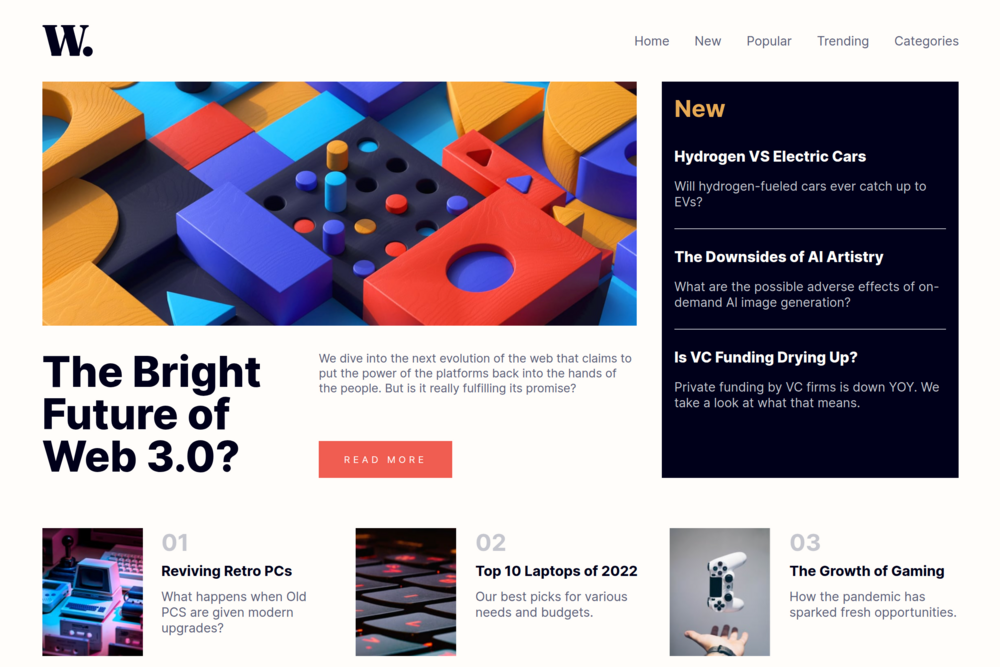 W.
Home New Popular Trending Categories
The Bright
Future of
Web 3.0?
We dive into the next evolution of the web that claims to
put the power of the platforms back into the hands of
the people. But is it really fulfilling its promise?
READ MORE
New
Hydrogen VS Electric Cars
Will hydrogen-fueled cars ever catch up to
EVs?
The Downsides of AI Artistry
What are the possible adverse effects of on-
demand AI image generation?
Is VC Funding Drying Up?
Private funding by VC firms is down YOY. We
take a look at what that means.
01
Reviving Retro PCs
What happens when Old
PCS are given modern
upgrades?
02
Top 10 Laptops of 2022
Our best picks for various
needs and budgets.
03
The Growth of Gaming
How the pandemic has
sparked fresh opportunities.